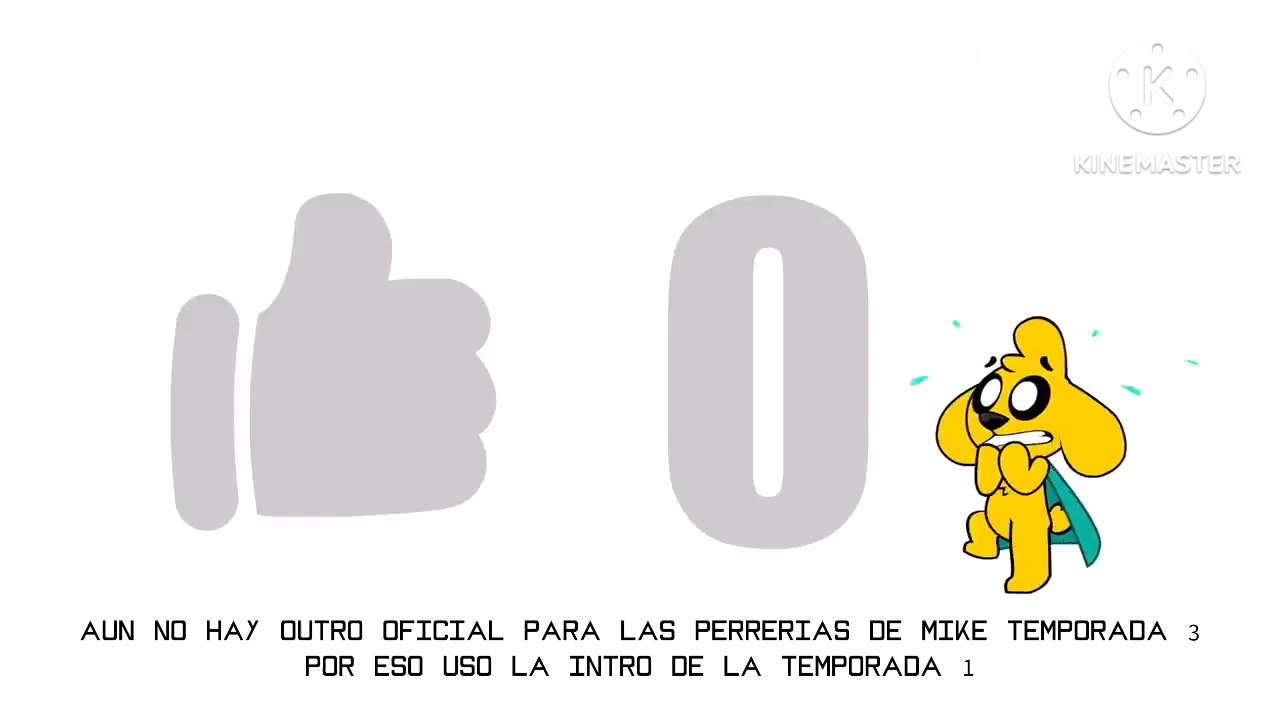 K
KINEMASTER
0
AUN NO HAY OUTRO OFICIAL PARA LAS PERRERIAS DE MIKE TEMPORADA 3
POR ESO USO LA INTRO DE LA TEMPORADA 1